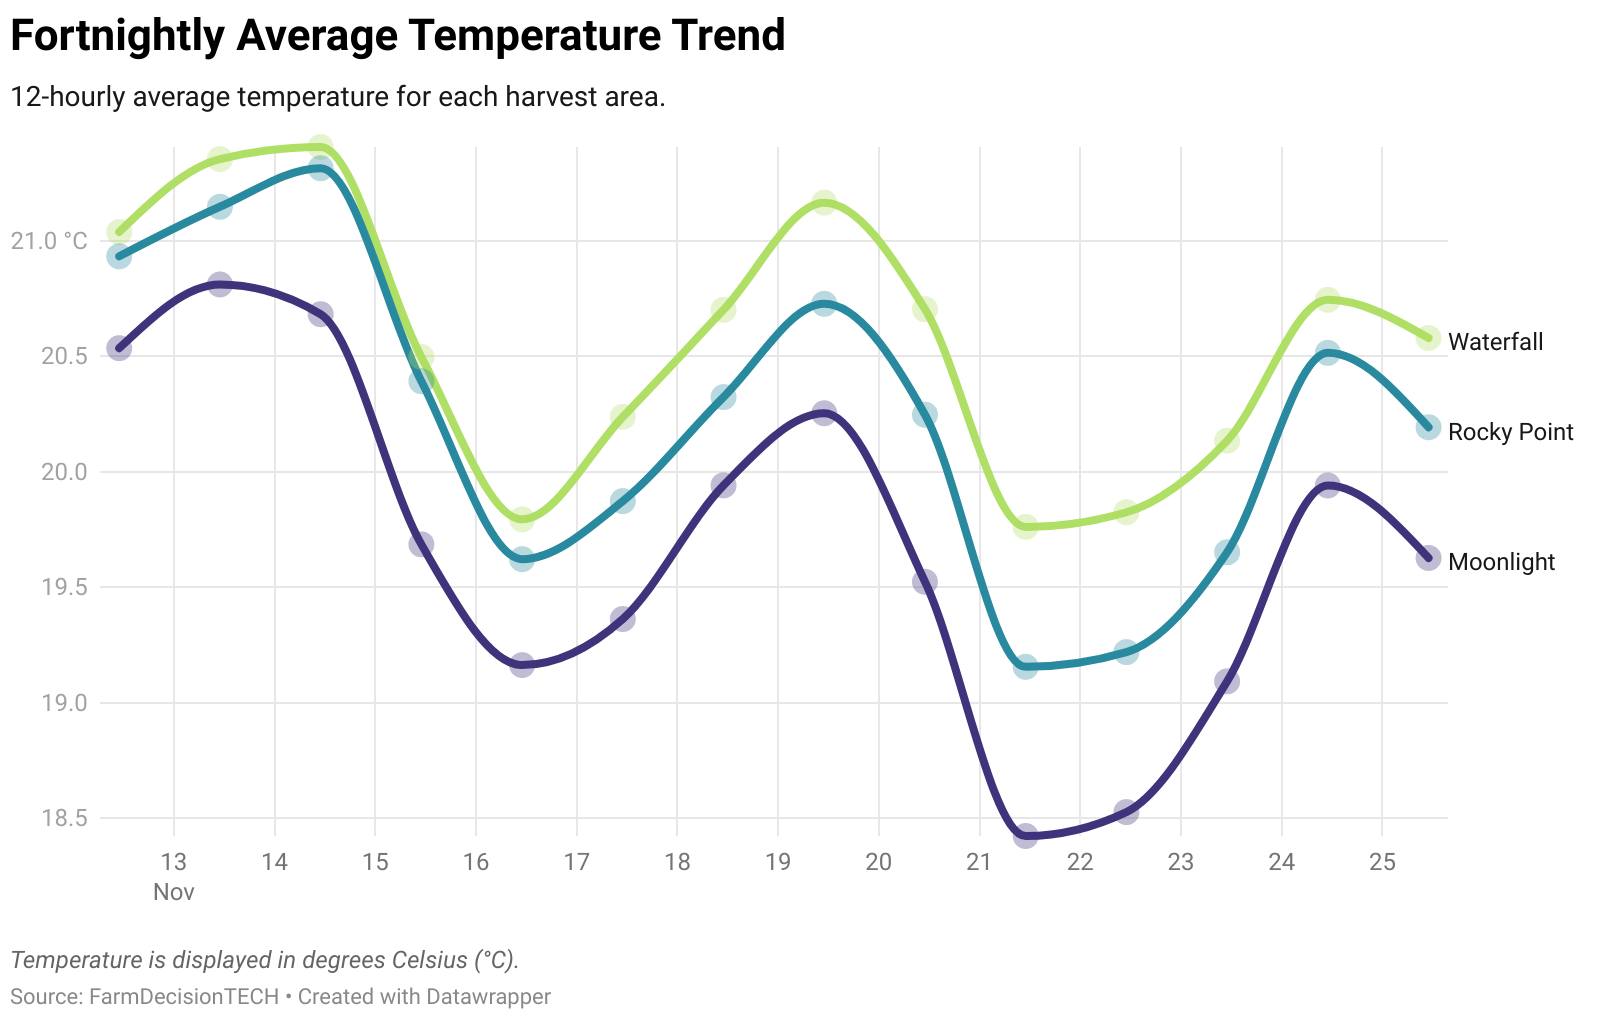 Fortnightly Average Temperature Trend
12-hourly average temperature for each harvest area.
21.0 °C
20.5
20.0
19.5
19.0
18.5
Waterfall
Rocky Point
Moonlight
13 14 15 16 17 18 19 20 21 22 23 24 25
Nov
Temperature is displayed in degrees Celsius (°C).
Source: FarmDecisionTECH • Created with Datawrapper